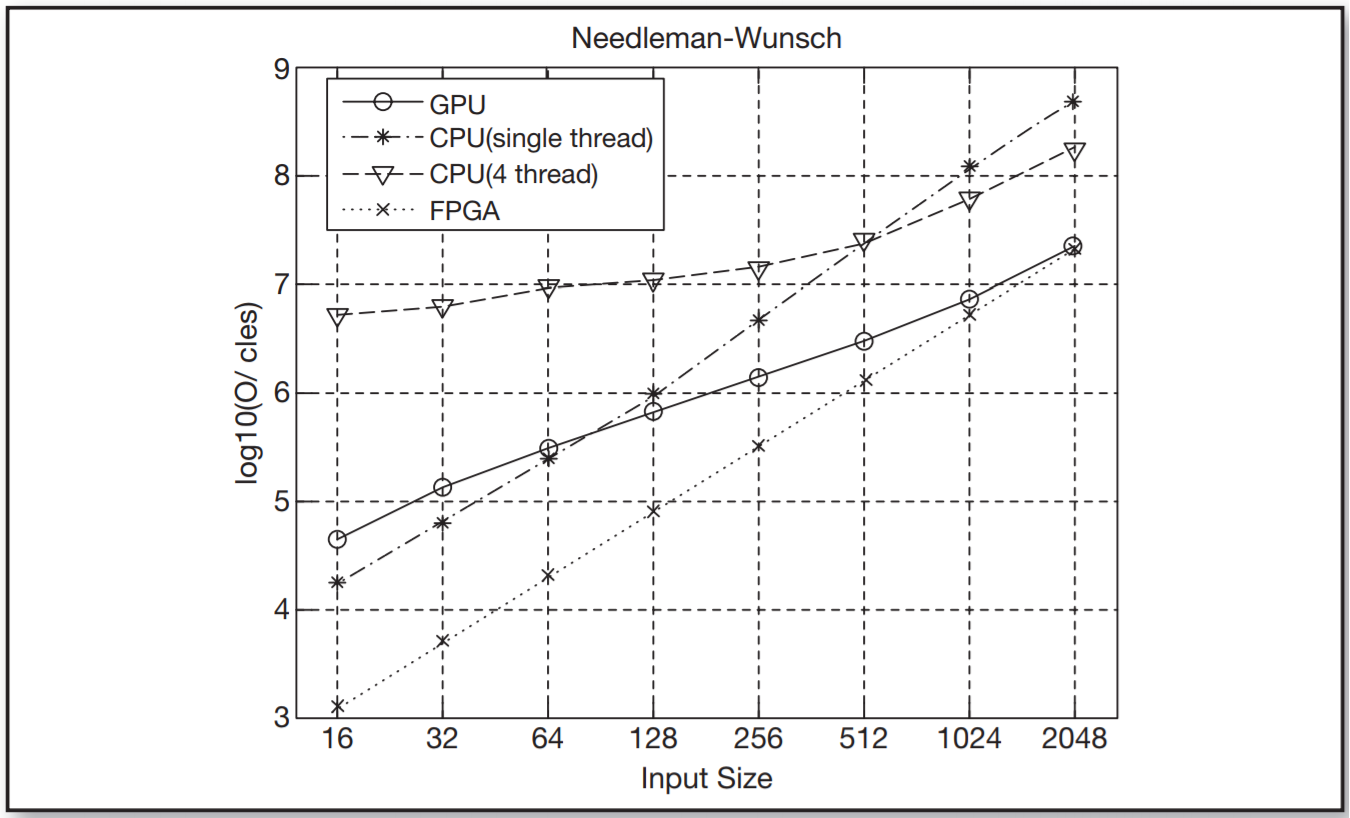 Needleman-Wunsch
GPU
CPU(single thread)
CPU(4 thread)
FPGA
9
8
7
6
5
4
3
log10(O/ cles)
16 32 64 128 256 512 1024 2048
Input Size